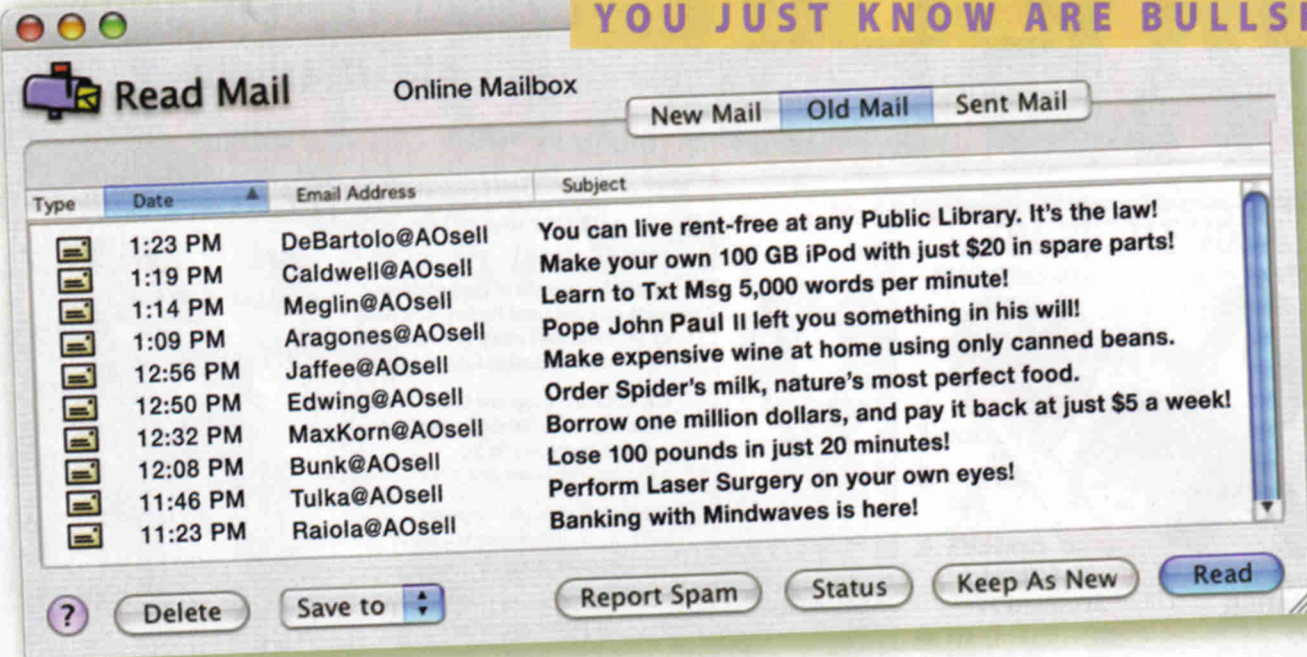 YOU JUST KNOW ARE
Read Mail Online Mailbox
New Mail Old Mail Sent Mail
Type Date Email Address Subject
1:23 PM DeBartolo@AOsell You can live rent-free at any Public Library. It's the law!
1:19 PM Caldwell@AOsell Make your own 100 GB iPod with just $20 in spare parts!
1:14 PM Meglin@AOsell Learn to Txt Msg 5,000 words per minute!
1:09 PM Aragones@AOsell Pope John Paul II left you something in his will!
12:56 PM Jaffee@AOsell Make expensive wine at home using only canned beans.
12:50 PM Edwing@AOsell Order Spider's milk, nature's most perfect food.
12:32 PM MaxKorn@AOsell Borrow one million dollars, and pay it back at just $5 a week!
12:08 PM Bunk@AOsell Lose 100 pounds in just 20 minutes!
11:46 PM Tulka@AOsell Perform Laser Surgery on your own eyes!
11:23 PM Raiola@AOsell Banking with Mindwaves is here!
? Delete Save to Report Spam Status Keep As New Read